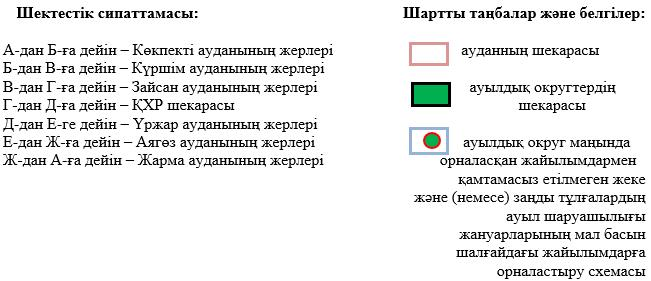 Шектестік сипаттамасы:
А-дан Б-ға дейін – Көкпекті ауданының жерлері
Б-дан В-ға дейін – Күршім ауданының жерлері
В-дан Г-ға дейін – Зайсан ауданының жерлері
Г-дан Д-ға дейін – ҚХР шекарасы
Д-дан Е-ге дейін – Үржар ауданының жерлері
Е-дан Ж-ға дейін – Аягөз ауданының жерлері
Ж-дан А-ға дейін – Жарма ауданының жерлері
Шартты таңбалар және белгілер:
ауданның шекарасы
ауылдық округтердің
шекарасы
ауылдық округ маңында
орналасқан жайылымдармен
қамтамасыз етілмеген жеке
және (немесе) заңды тұлғалардың
ауыл шаруашылығы
жануарларының мал басын
шалғайдағы жайылымдарға
орналастыру схемасы